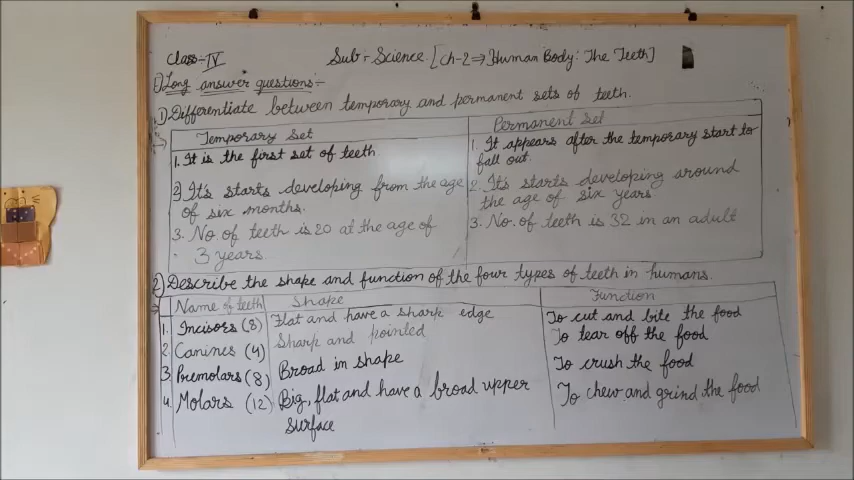 Class-IV Sub - Science [ch-2 ⇒ Human Body: The Teeth]
① Long answer questions:-
1) Differentiate between temporary and permanent sets of teeth.
Temporary Set
1. It is the first set of teeth.
2) It's starts developing from the age
of six months.
3. No. of teeth is 20 at the age of
3 years.
Permanent Set
1. It appears after the temporary start to
fall out.
2. It's starts developing around
the age of six years.
3. No. of teeth is 32 in an adult
2) Describe the shape and function of the four types of teeth in humans.
Name of teeth Shape Function
1. Incisors (8) Flat and have a sharp edge To cut and bite the food
2. Canines (4) Sharp and pointed To tear off the food
3. Premolars (8) Broad in shape To crush the food
4. Molars (12) Big, flat and have a broad upper To chew and grind the food
surface